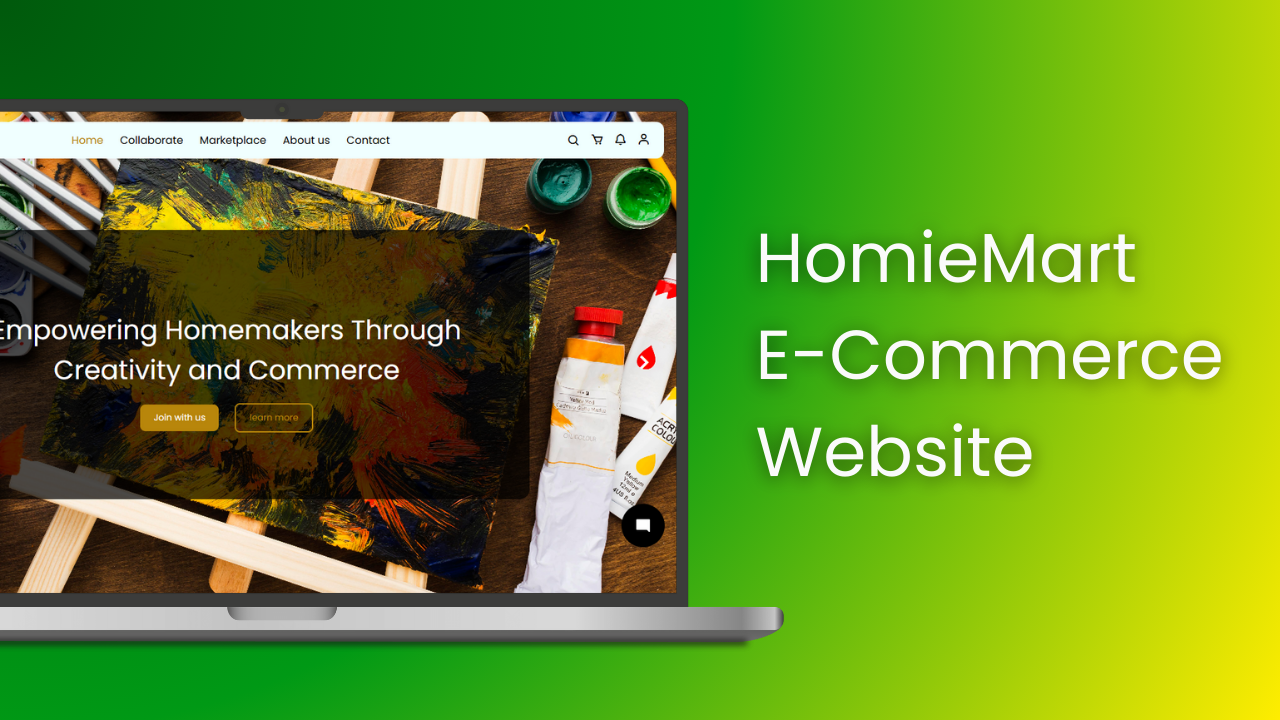 Home Collaborate Marketplace About us Contact
Empowering Homemakers Through
Creativity and Commerce
Join with us learn more
HomieMart
E-Commerce
Website